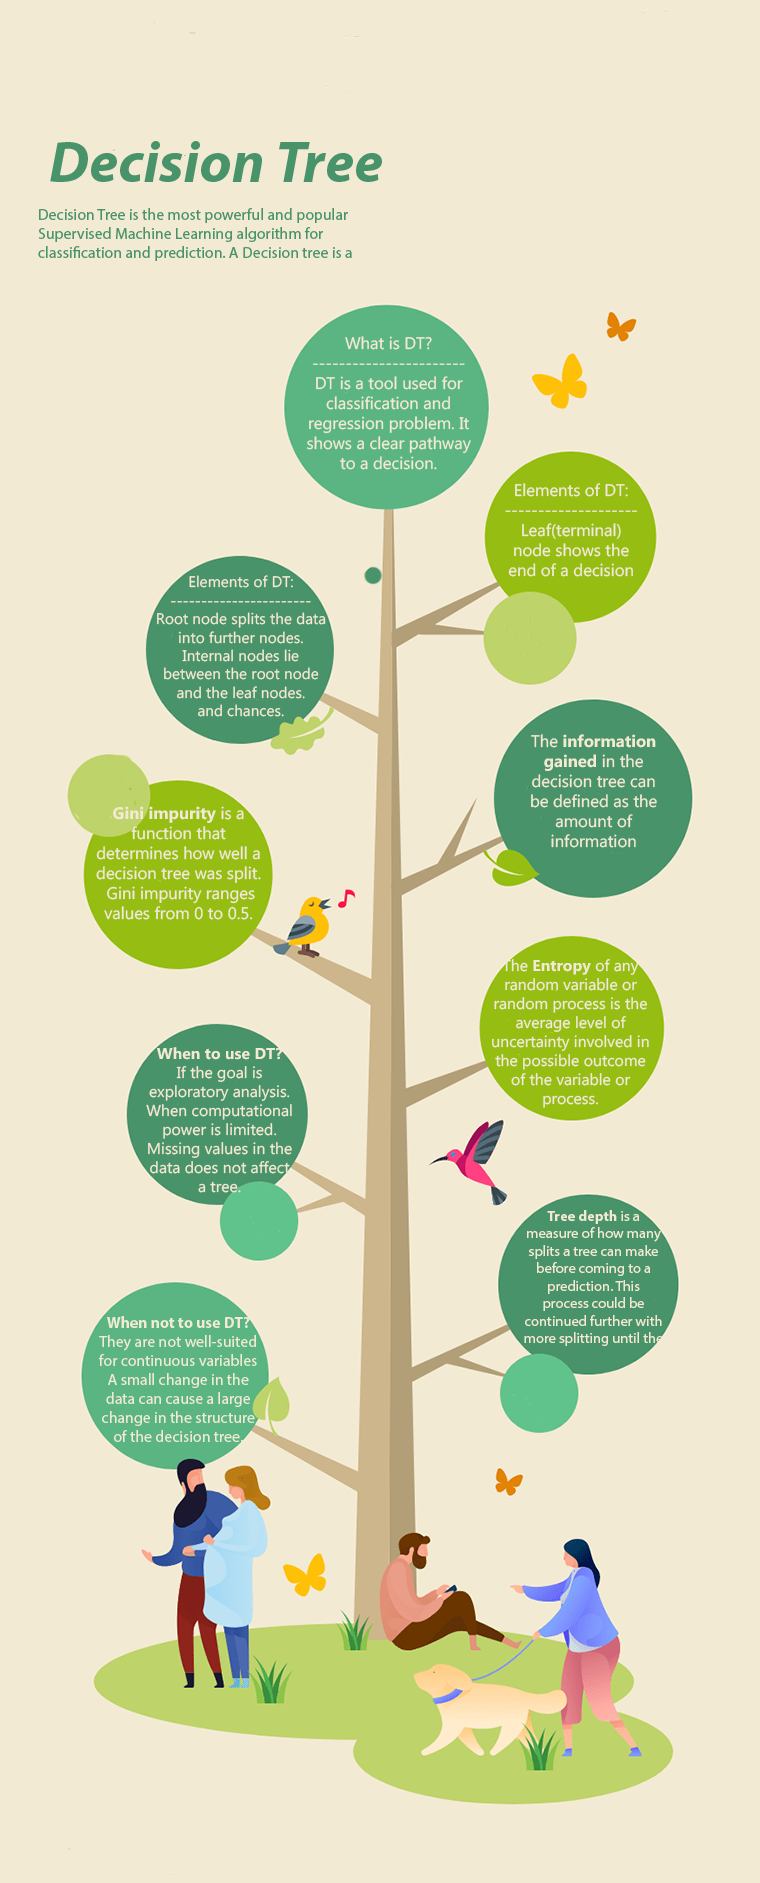 Decision Tree
Decision Tree is the most powerful and popular
Supervised Machine Learning algorithm for
classification and prediction. A Decision tree is a
What is DT?
-----------------------
DT is a tool used for
classification and
regression problem. It
shows a clear pathway
to a decision.
Elements of DT:
--------------------
Leaf(terminal)
node shows the
end of a decision
Elements of DT:
-----------------------
Root node splits the data
into further nodes.
Internal nodes lie
between the root node
and the leaf nodes.
and chances.
The information
gained in the
decision tree can
be defined as the
amount of
information
Gini impurity is a
function that
determines how well a
decision tree was split.
Gini impurity ranges
values from 0 to 0.5.
The Entropy of any
random variable or
random process is the
average level of
uncertainty involved in
the possible outcome
of the variable or
process.
When to use DT?
If the goal is
exploratory analysis.
When computational
power is limited.
Missing values in the
data does not affect
a tree.
Tree depth is a
measure of how many
splits a tree can make
before coming to a
prediction. This
process could be
continued further with
more splitting until the
When not to use DT?
They are not well-suited
for continuous variables
A small change in the
data can cause a large
change in the structure
of the decision tree.